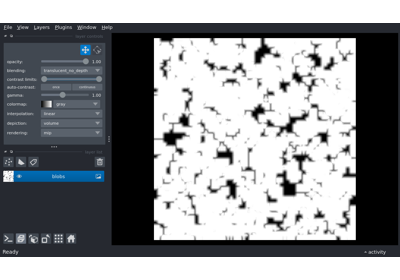 File View Layers Plugins Window Help
opacity: 1.00
blending: translucent_no_depth
contrast limits:
auto-contrast: once continuous
gamma: 1.00
colormap: gray
interpolation: linear
depiction: volume
rendering: mip
blobs
Ready
activity